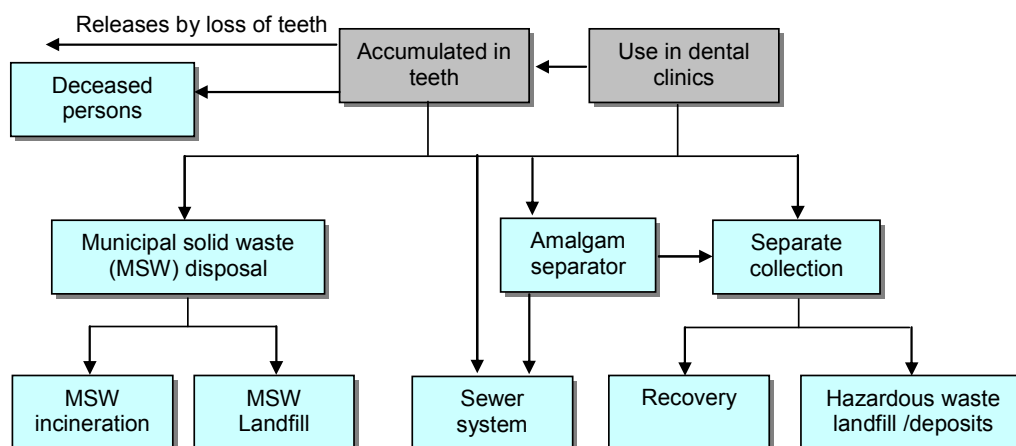 Releases by loss of teeth
Accumulated in
teeth
Use in dental
clinics
Deceased
persons
Municipal solid waste
(MSW) disposal
Amalgam
separator
Separate
collection
MSW
incineration
MSW
Landfill
Sewer
system
Recovery
Hazardous waste
landfill /deposits